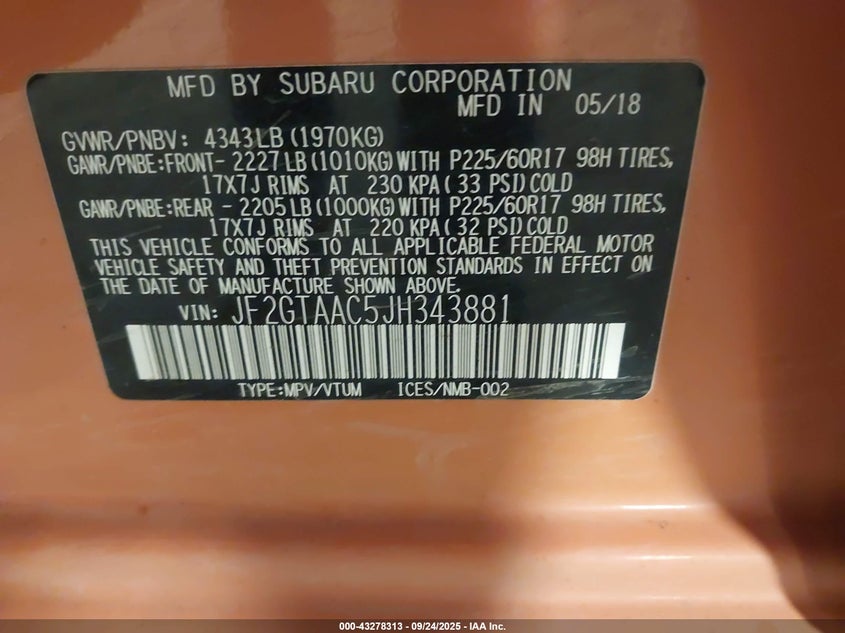 MFD BY SUBARU CORPORATION
MFD IN 05/18
GVWR/PNBV: 4343LB (1970KG)
GAWR/PNBE:FRONT- 2227 LB (1010KG) WITH P225/60R17 98H TIRES,
17X7J RIMS AT 230 KPA ( 33 PSI) COLD
GAWR/PNBE:REAR - 2205 LB (1000KG) WITH P225/60R17 98H TIRES,
17X7J RIMS AT 220 KPA ( 32 PSI) COLD
THIS VEHICLE CONFORMS TO ALL APPLICABLE FEDERAL MOTOR
VEHICLE SAFETY AND THEFT PREVENTION STANDARDS IN EFFECT ON
THE DATE OF MANUFACTURE SHOWN ABOVE.
VIN: JF2GTAAC5JH343881
TYPE:MPV/VTUM ICES/NMB-002
000-43278313 - 09/24/2025 - IAA Inc.